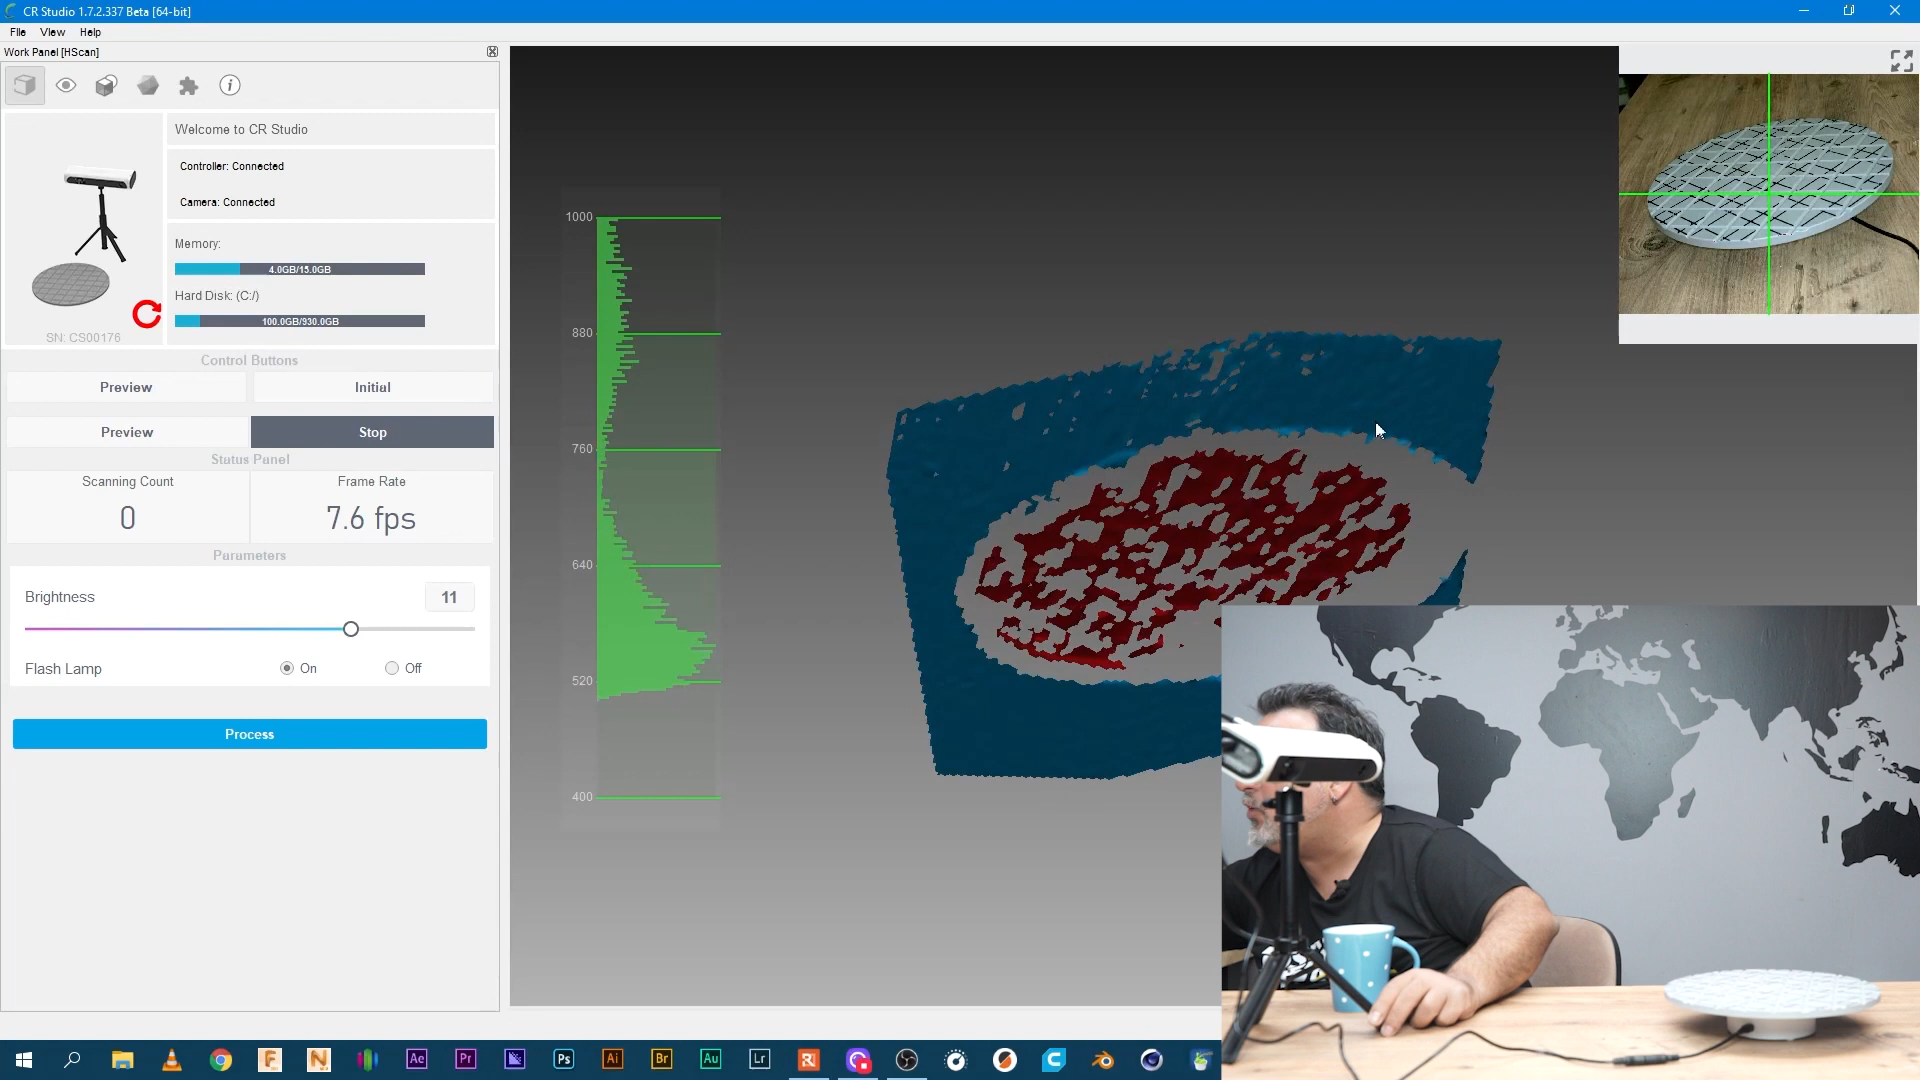 CR Studio 1.7.2.337 Beta [64-bit]
File View Help
Work Panel [HScan]
Welcome to CR Studio
Controller: Connected
Camera: Connected
Memory:
4.0GB/15.0GB
Hard Disk: (C:/)
100.0GB/930.0GB
SN: CS00176
Control Buttons
Preview Initial
Preview Stop
Status Panel
Scanning Count Frame Rate
0 7.6 fps
Parameters
Brightness 11
Flash Lamp On Off
Process
1000
880
760
640
520
400
F N Ae Pr Ps Ai Br Au Lr